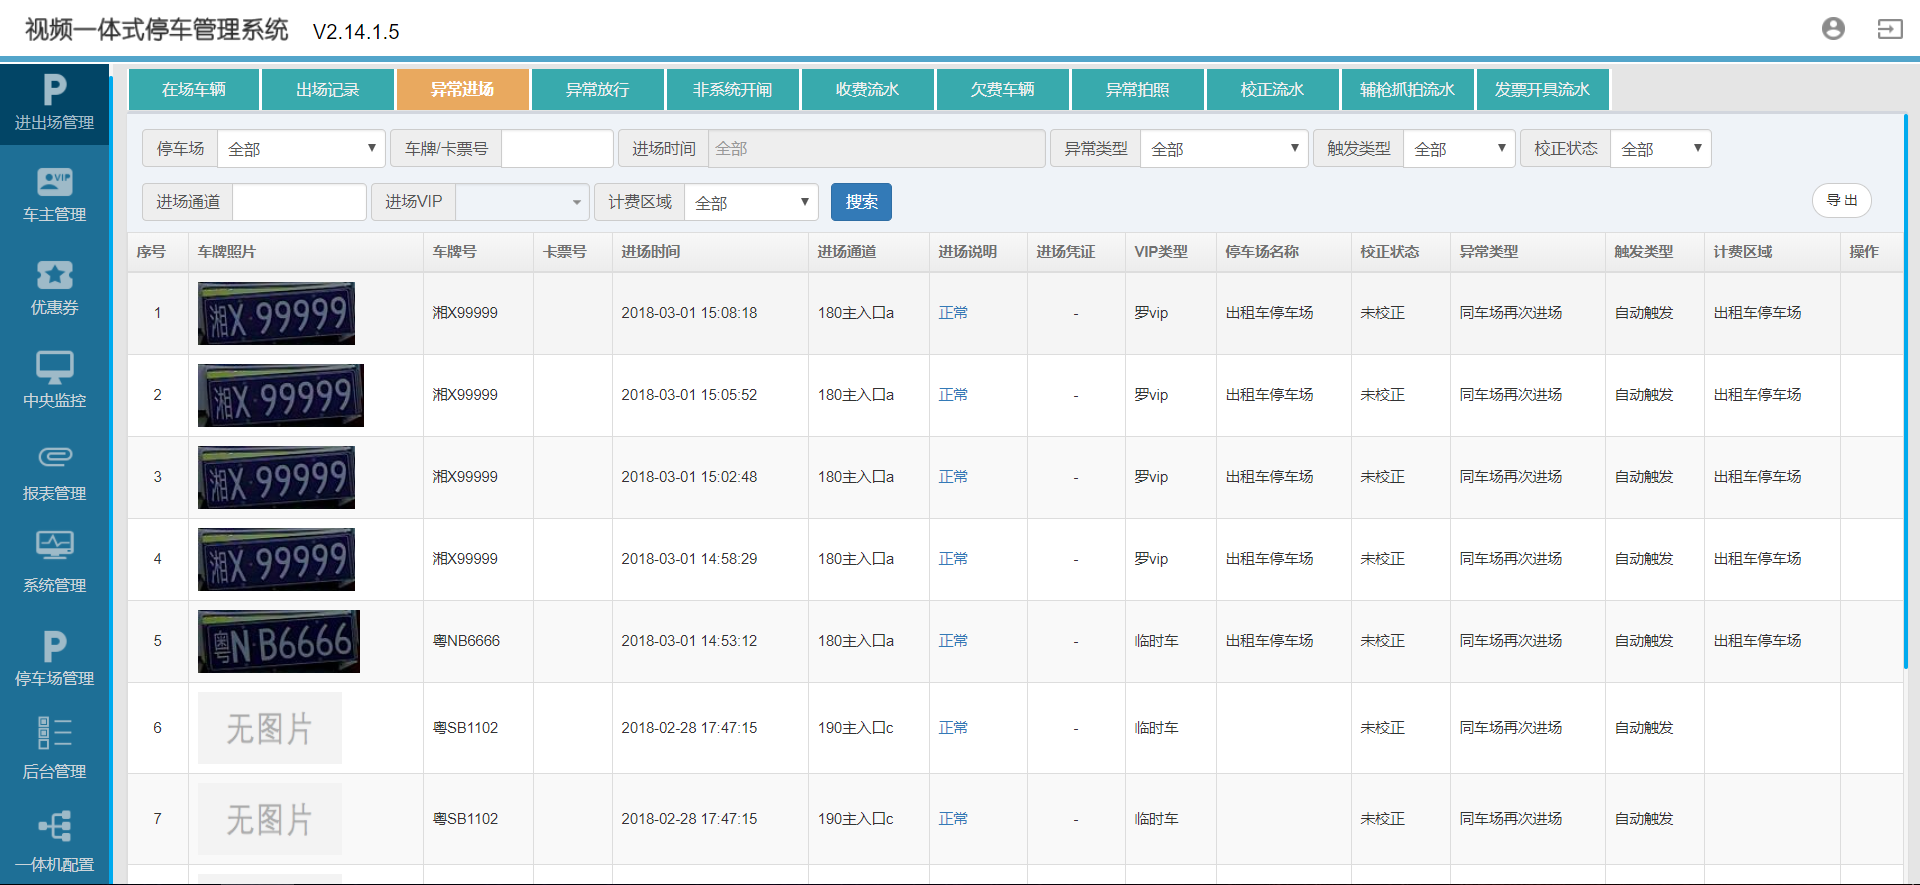 视频一体式停车管理系统 V2.14.1.5
P
进出场管理
VIP
车主管理
优惠券
中央监控
报表管理
系统管理
P
停车场管理
后台管理
一体机配置
在场车辆 出场记录 异常进场 异常放行 非系统开闸 收费流水 欠费车辆 异常拍照 校正流水 辅枪抓拍流水 发票开具流水
停车场 全部 车牌/卡票号 进场时间 全部 异常类型 全部 触发类型 全部 校正状态 全部
进场通道 进场VIP 计费区域 全部 搜索 导出
序号 车牌照片 车牌号 卡票号 进场时间 进场通道 进场说明 进场凭证 VIP类型 停车场名称 校正状态 异常类型 触发类型 计费区域 操作
1 湘X·99999 湘X99999 2018-03-01 15:08:18 180主入口a 正常 - 罗vip 出租车停车场 未校正 同车场再次进场 自动触发 出租车停车场
2 湘X·99999 湘X99999 2018-03-01 15:05:52 180主入口a 正常 - 罗vip 出租车停车场 未校正 同车场再次进场 自动触发 出租车停车场
3 湘X·99999 湘X99999 2018-03-01 15:02:48 180主入口a 正常 - 罗vip 出租车停车场 未校正 同车场再次进场 自动触发 出租车停车场
4 湘X·99999 湘X99999 2018-03-01 14:58:29 180主入口a 正常 - 罗vip 出租车停车场 未校正 同车场再次进场 自动触发 出租车停车场
5 粤N·B6666 粤NB6666 2018-03-01 14:53:12 180主入口a 正常 - 临时车 出租车停车场 未校正 同车场再次进场 自动触发 出租车停车场
6 无图片 粤SB1102 2018-02-28 17:47:15 190主入口c 正常 - 临时车 未校正 同车场再次进场 自动触发
7 无图片 粤SB1102 2018-02-28 17:47:15 190主入口c 正常 - 临时车 未校正 同车场再次进场 自动触发